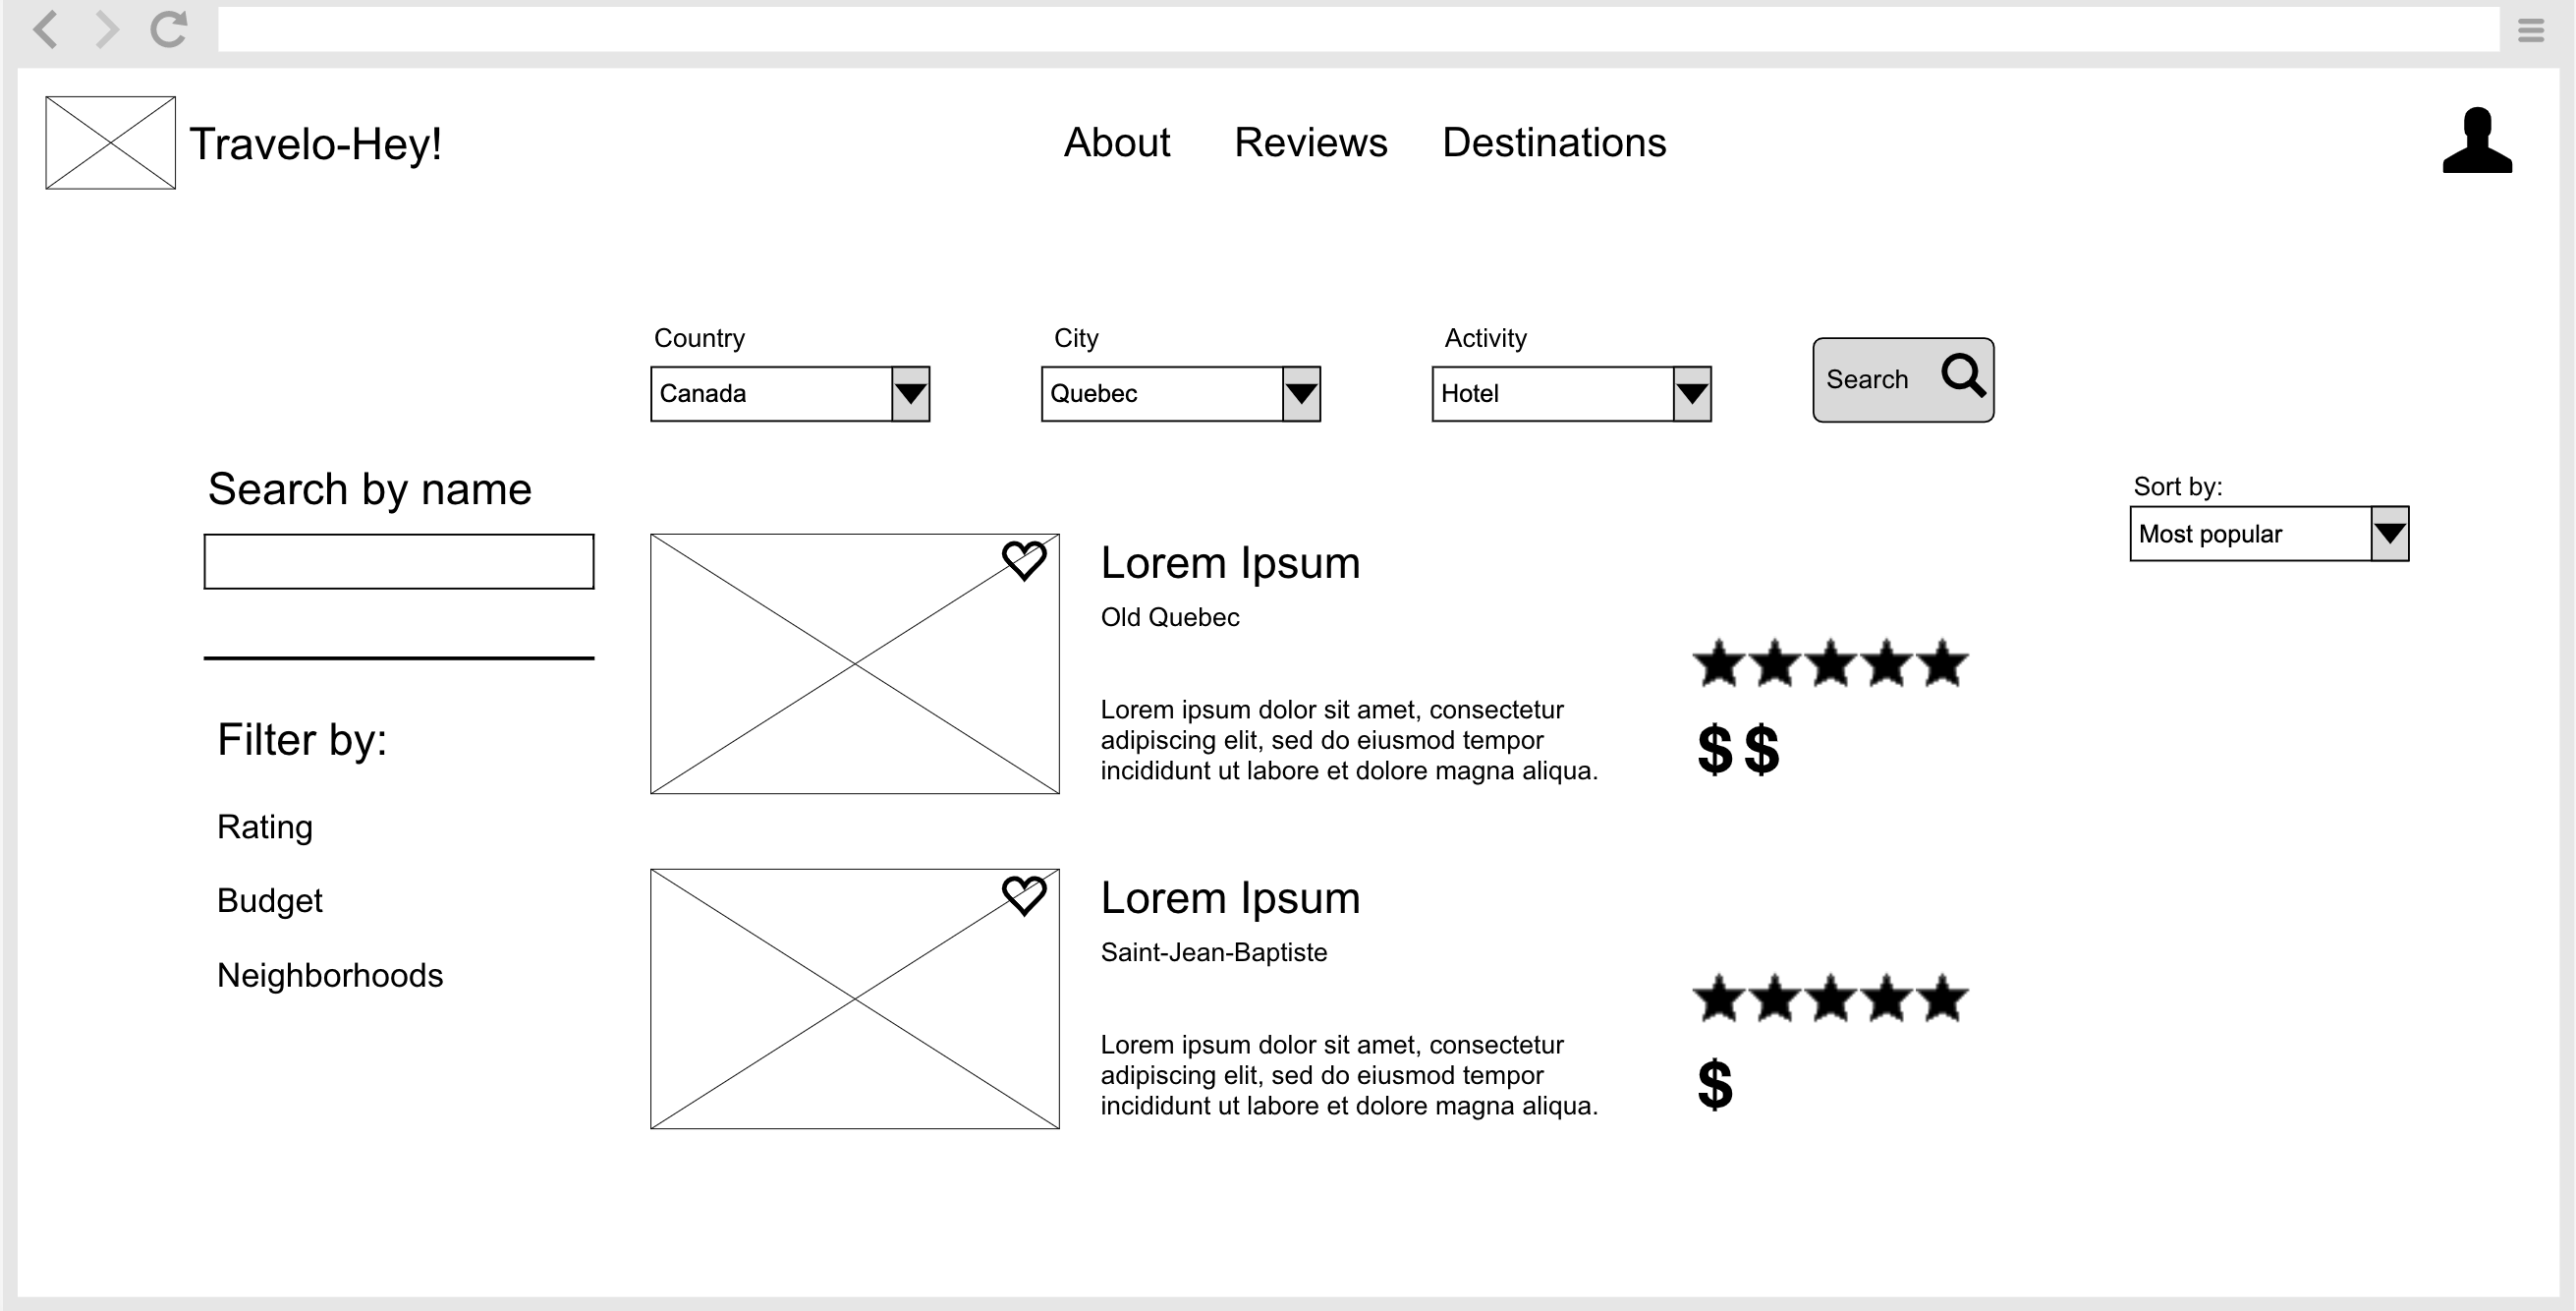 Travelo-Hey!
About
Reviews
Destinations
Country
City
Activity
Canada
Quebec
Hotel
Search
Search by name
Sort by:
Most popular
Filter by:
Rating
Budget
Neighborhoods
Lorem Ipsum
Old Quebec
Lorem ipsum dolor sit amet, consectetur
adipiscing elit, sed do eiusmod tempor
incididunt ut labore et dolore magna aliqua.
$ $
Lorem Ipsum
Saint-Jean-Baptiste
Lorem ipsum dolor sit amet, consectetur
adipiscing elit, sed do eiusmod tempor
incididunt ut labore et dolore magna aliqua.
$